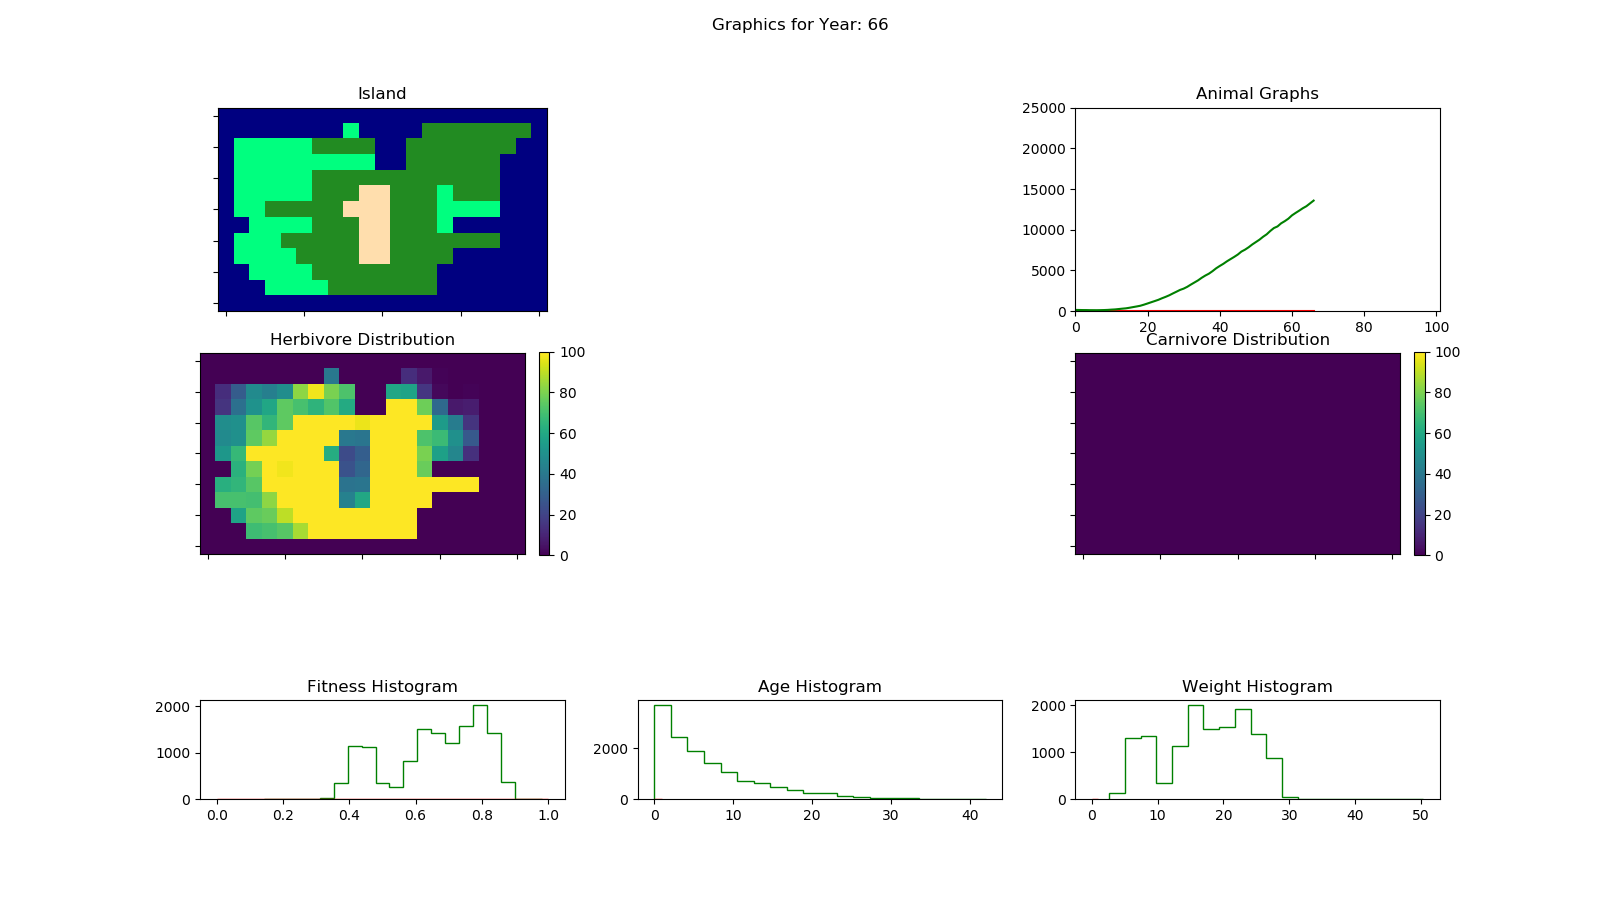 Graphics for Year: 66
Island
Animal Graphs
25000
20000
15000
10000
5000
0
0 20 40 60 80 100
Herbivore Distribution
100
80
60
40
20
0
Carnivore Distribution
100
80
60
40
20
0
Fitness Histogram
2000
1000
0
0.0 0.2 0.4 0.6 0.8 1.0
Age Histogram
2000
0
0 10 20 30 40
Weight Histogram
2000
1000
0
0 10 20 30 40 50